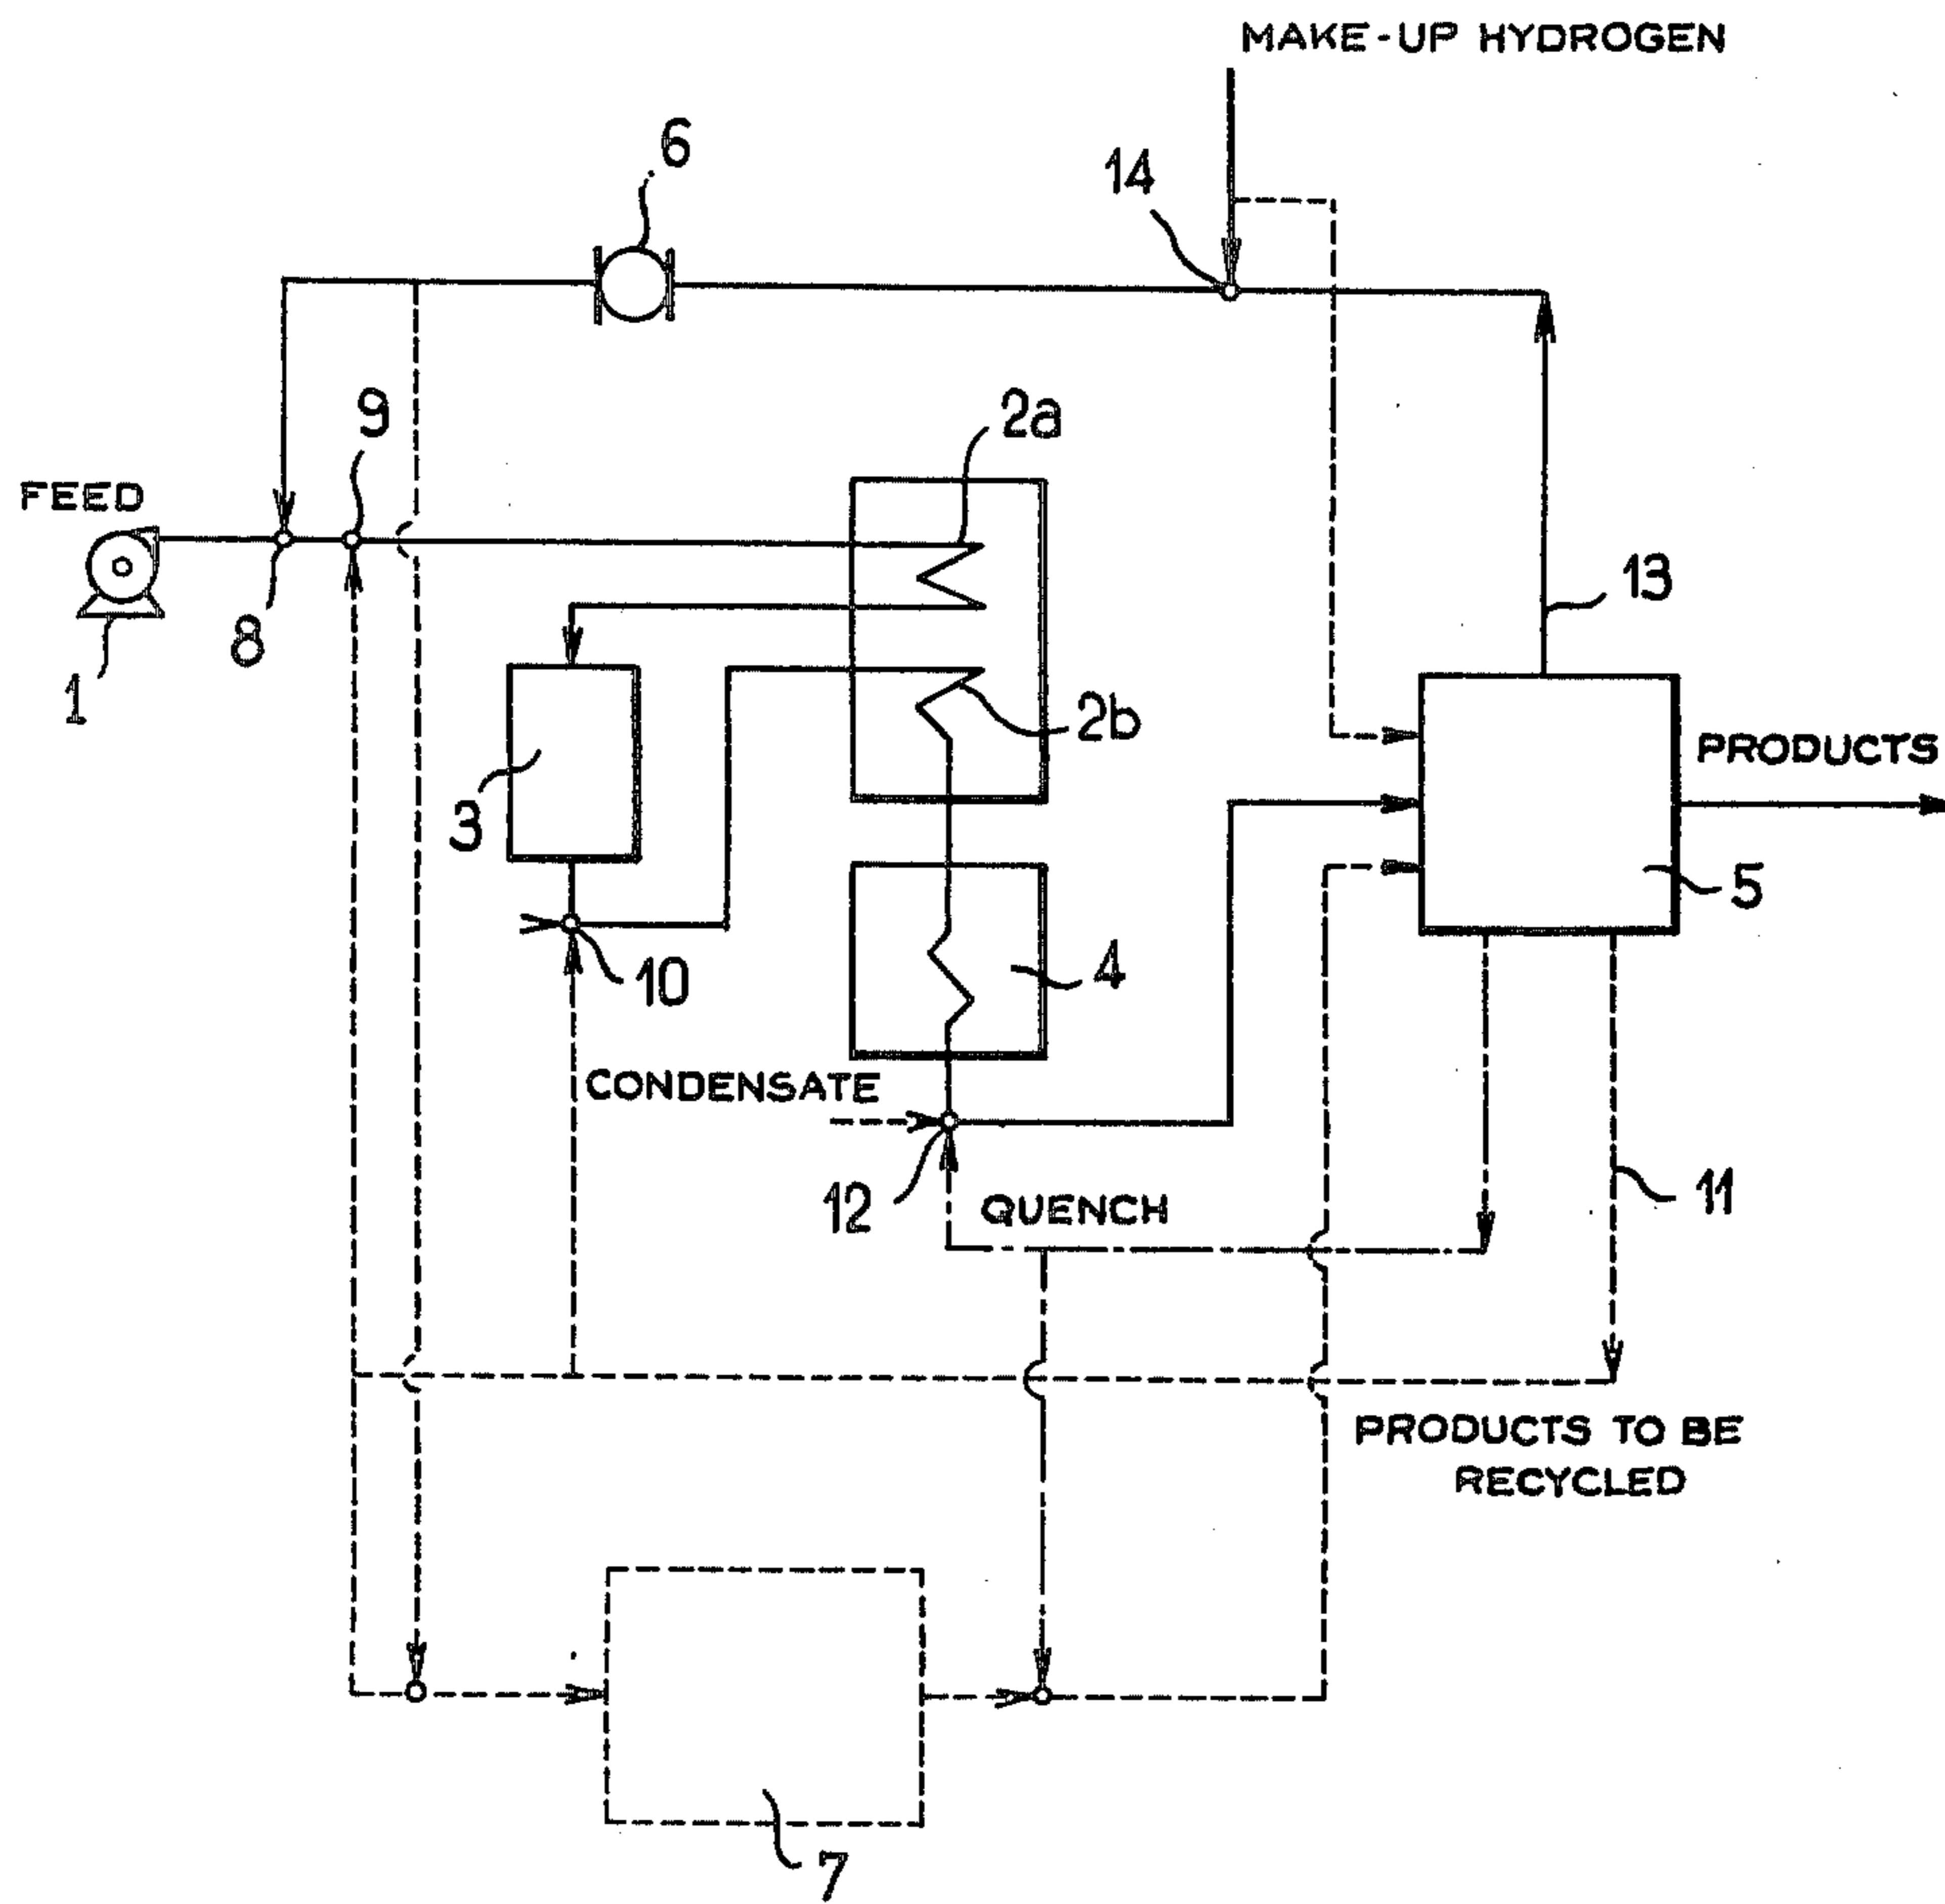 MAKE-UP HYDROGEN
6
14
9
2a
FEED
13
8
1
2b
PRODUCTS
3
5
10
4
CONDENSATE
12
QUENCH
11
PRODUCTS TO BE
RECYCLED
7